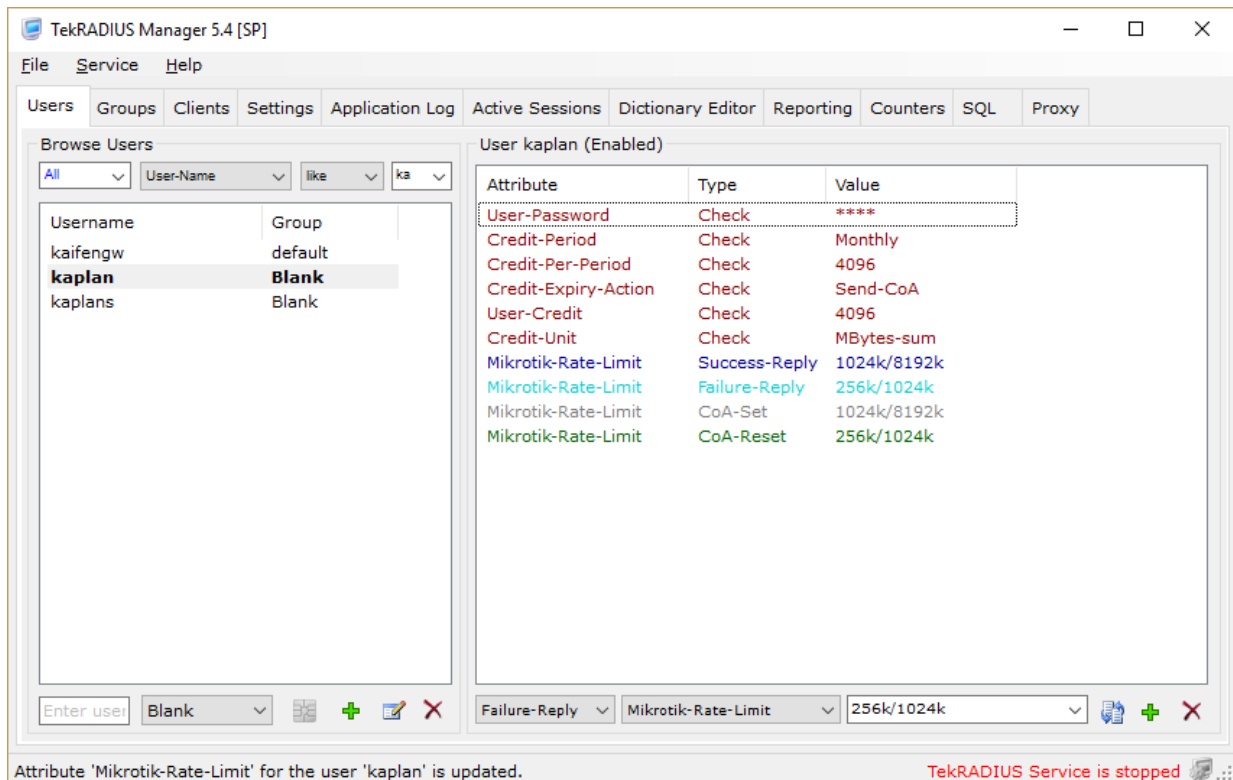 TekRADIUS Manager 5.4 [SP]
File Service Help
Users Groups Clients Settings Application Log Active Sessions Dictionary Editor Reporting Counters SQL Proxy
Browse Users
All User-Name like ka
Username Group
kaifengw default
kaplan Blank
kaplans Blank
Enter user Blank
User kaplan (Enabled)
Attribute Type Value
User-Password Check ****
Credit-Period Check Monthly
Credit-Per-Period Check 4096
Credit-Expiry-Action Check Send-CoA
User-Credit Check 4096
Credit-Unit Check MBytes-sum
Mikrotik-Rate-Limit Success-Reply 1024k/8192k
Mikrotik-Rate-Limit Failure-Reply 256k/1024k
Mikrotik-Rate-Limit CoA-Set 1024k/8192k
Mikrotik-Rate-Limit CoA-Reset 256k/1024k
Failure-Reply Mikrotik-Rate-Limit 256k/1024k
Attribute 'Mikrotik-Rate-Limit' for the user 'kaplan' is updated. TekRADIUS Service is stopped